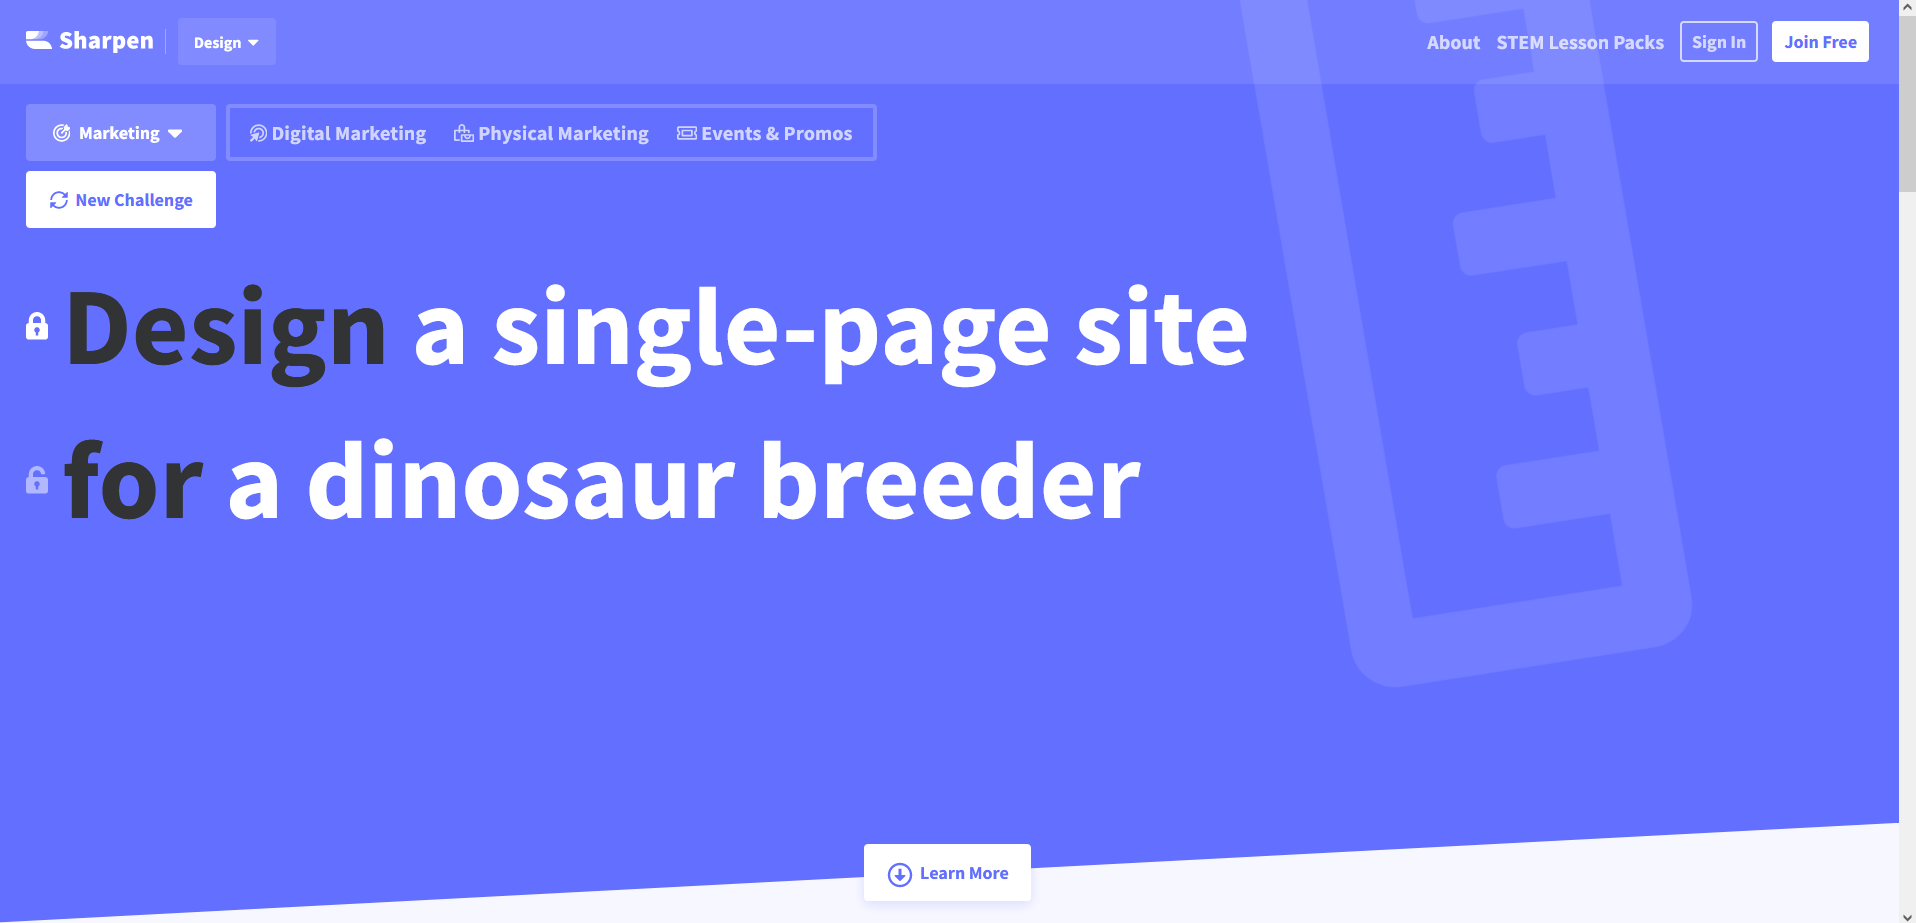 Sharpen
Design
About
STEM Lesson Packs
Sign In
Join Free
Marketing
Digital Marketing
Physical Marketing
Events & Promos
New Challenge
Design a single-page site
for a dinosaur breeder
Learn More